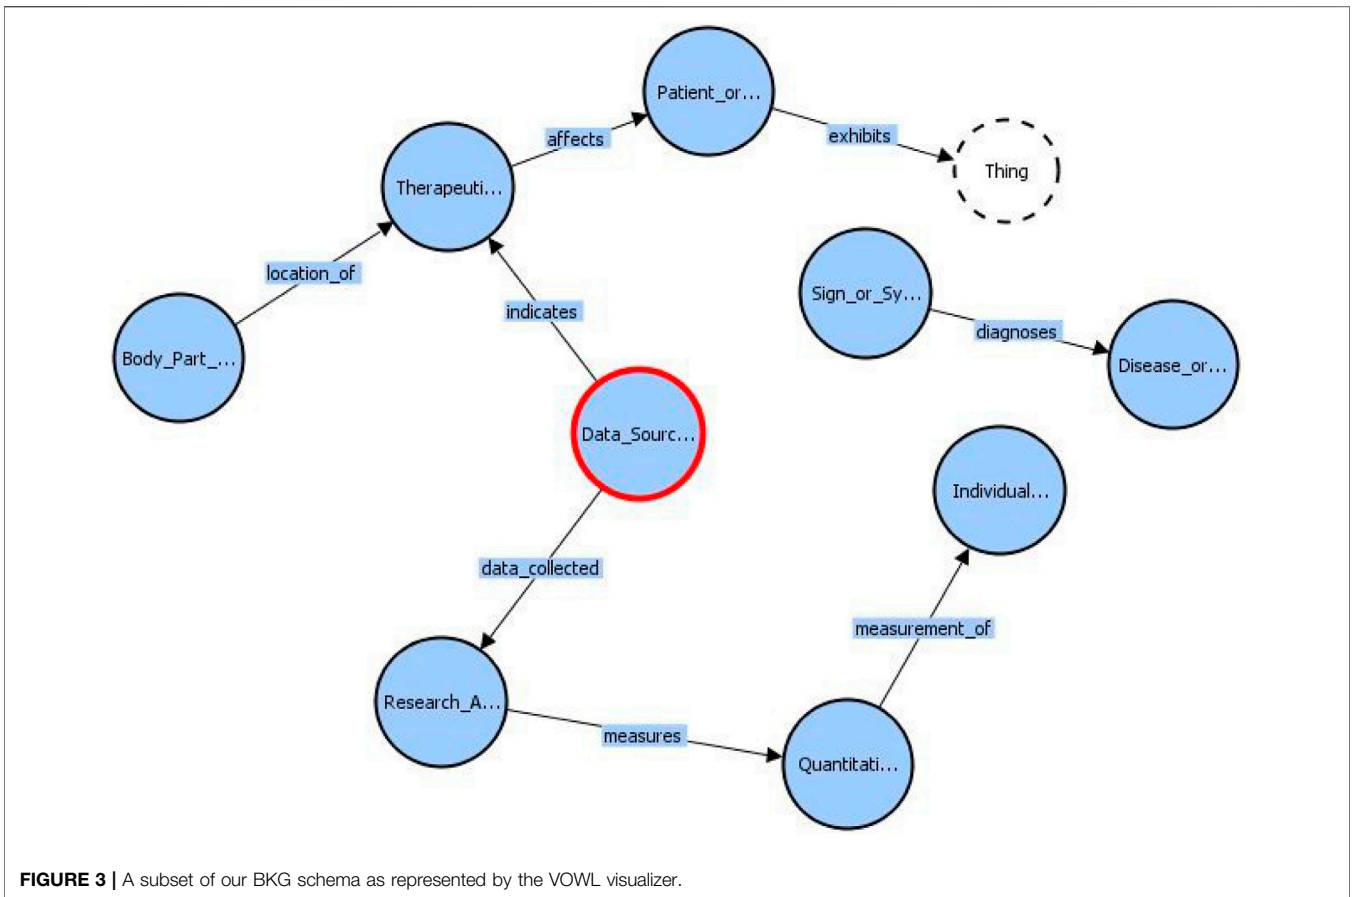 Patient_or...
affects
exhibits
Thing
Therapeuti...
location_of
Sign_or_Sy...
indicates
diagnoses
Body_Part_...
Disease_or...
Data_Sourc...
Individual...
data_collected
measurement_of
Research_A...
measures
Quantitati...
FIGURE 3 | A subset of our BKG schema as represented by the VOWL visualizer.